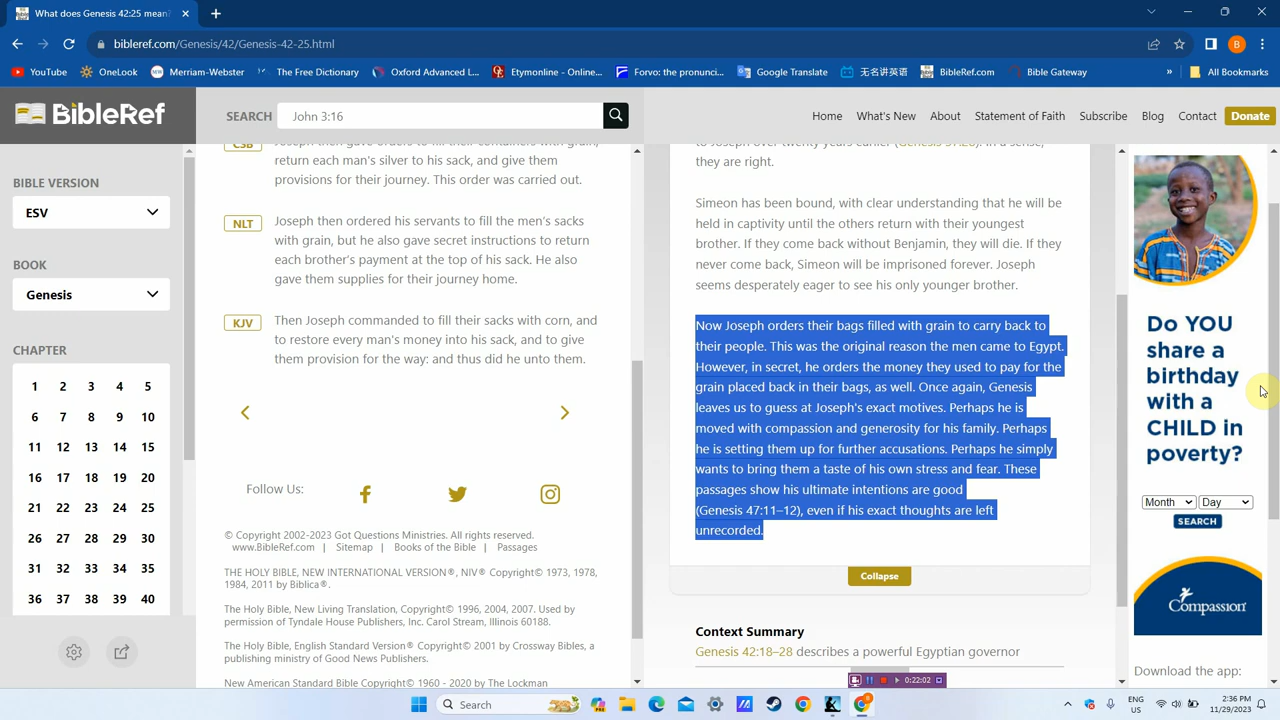 What does Genesis 42:25 mean?
bibleref.com/Genesis/42/Genesis-42-25.html
B
YouTube
OneLook
Merriam-Webster
The Free Dictionary
Oxford Advanced L...
Etymonline - Online...
Forvo: the pronunci...
Google Translate
无名讲英语
BibleRef.com
Bible Gateway
»
All Bookmarks
BibleRef
SEARCH
John 3:16
Home
What's New
About
Statement of Faith
Subscribe
Blog
Contact
Donate
BIBLE VERSION
ESV
BOOK
Genesis
CHAPTER
1 2 3 4 5
6 7 8 9 10
11 12 13 14 15
16 17 18 19 20
21 22 23 24 25
26 27 28 29 30
31 32 33 34 35
36 37 38 39 40
CSB
Joseph then gave orders to fill their containers with grain,
return each man's silver to his sack, and give them
provisions for their journey. This order was carried out.
NLT
Joseph then ordered his servants to fill the men's sacks
with grain, but he also gave secret instructions to return
each brother's payment at the top of his sack. He also
gave them supplies for their journey home.
KJV
Then Joseph commanded to fill their sacks with corn, and
to restore every man's money into his sack, and to give
them provision for the way: and thus did he unto them.
Follow Us:
© Copyright 2002-2023 Got Questions Ministries. All rights reserved.
www.BibleRef.com | Sitemap | Books of the Bible | Passages
THE HOLY BIBLE, NEW INTERNATIONAL VERSION®, NIV® Copyright© 1973, 1978,
1984, 2011 by Biblica®.
The Holy Bible, New Living Translation, Copyright© 1996, 2004, 2007. Used by
permission of Tyndale House Publishers, Inc. Carol Stream, Illinois 60188.
The Holy Bible, English Standard Version® Copyright© 2001 by Crossway Bibles, a
publishing ministry of Good News Publishers.
New American Standard Bible Copyright© 1960 - 2020 by The Lockman
to Joseph over twenty years earlier (Genesis 37:28). In a sense,
they are right.
Simeon has been bound, with clear understanding that he will be
held in captivity until the others return with their youngest
brother. If they come back without Benjamin, they will die. If they
never come back, Simeon will be imprisoned forever. Joseph
seems desperately eager to see his only younger brother.
Now Joseph orders their bags filled with grain to carry back to
their people. This was the original reason the men came to Egypt.
However, in secret, he orders the money they used to pay for the
grain placed back in their bags, as well. Once again, Genesis
leaves us to guess at Joseph's exact motives. Perhaps he is
moved with compassion and generosity for his family. Perhaps
he is setting them up for further accusations. Perhaps he simply
wants to bring them a taste of his own stress and fear. These
passages show his ultimate intentions are good
(Genesis 47:11–12), even if his exact thoughts are left
unrecorded.
Collapse
Context Summary
Genesis 42:18–28 describes a powerful Egyptian governor
Do YOU
share a
birthday
with a
CHILD in
poverty?
Month
Day
SEARCH
Compassion
Download the app:
0:22:02
Search
ENG
US
2:36 PM
11/29/2023